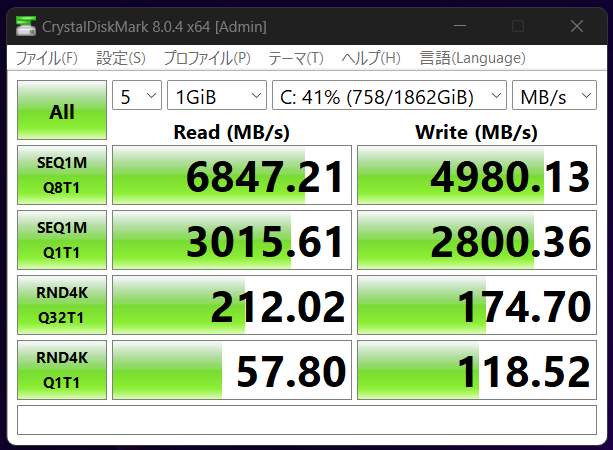 CrystalDiskMark 8.0.4 x64 [Admin]
ファイル(F) 設定(S) プロファイル(P) テーマ(T) ヘルプ(H) 言語(Language)
All 5 1GiB C: 41% (758/1862GiB) MB/s
Read (MB/s) Write (MB/s)
SEQ1M
Q8T1 6847.21 4980.13
SEQ1M
Q1T1 3015.61 2800.36
RND4K
Q32T1 212.02 174.70
RND4K
Q1T1 57.80 118.52